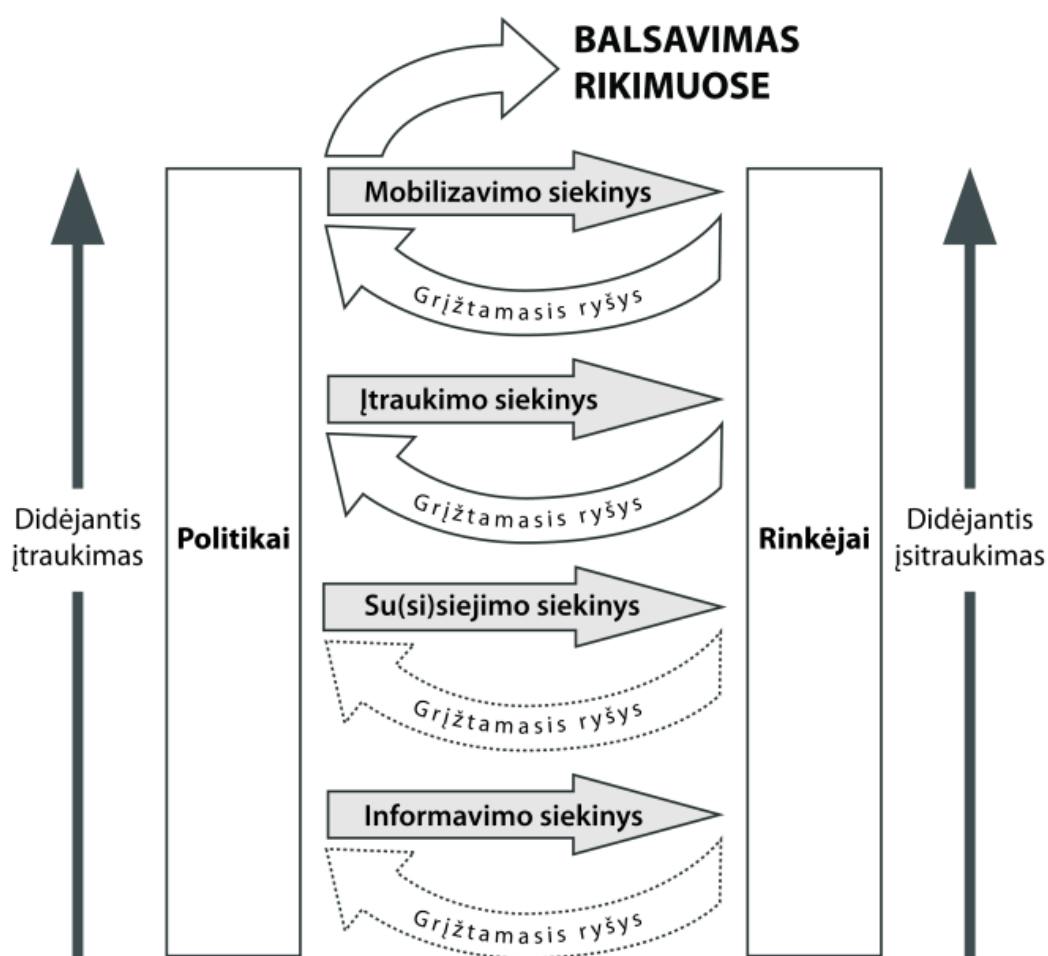 BALSAVIMAS
RIKIMUOSE
Mobilizavimo siekinys
Grįžtamasis ryšys
Įtraukimo siekinys
Grįžtamasis ryšys
Didėjantis
įtraukimas
Politikai
Rinkėjai
Didėjantis
įsitraukimas
Su(si)siejimo siekinys
Grįžtamasis ryšys
Informavimo siekinys
Grįžtamasis ryšys